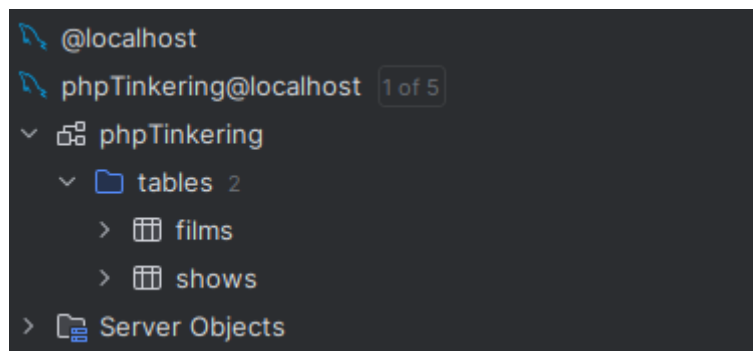 @localhost
phpTinkering@localhost 1 of 5
phpTinkering
tables 2
films
shows
Server Objects